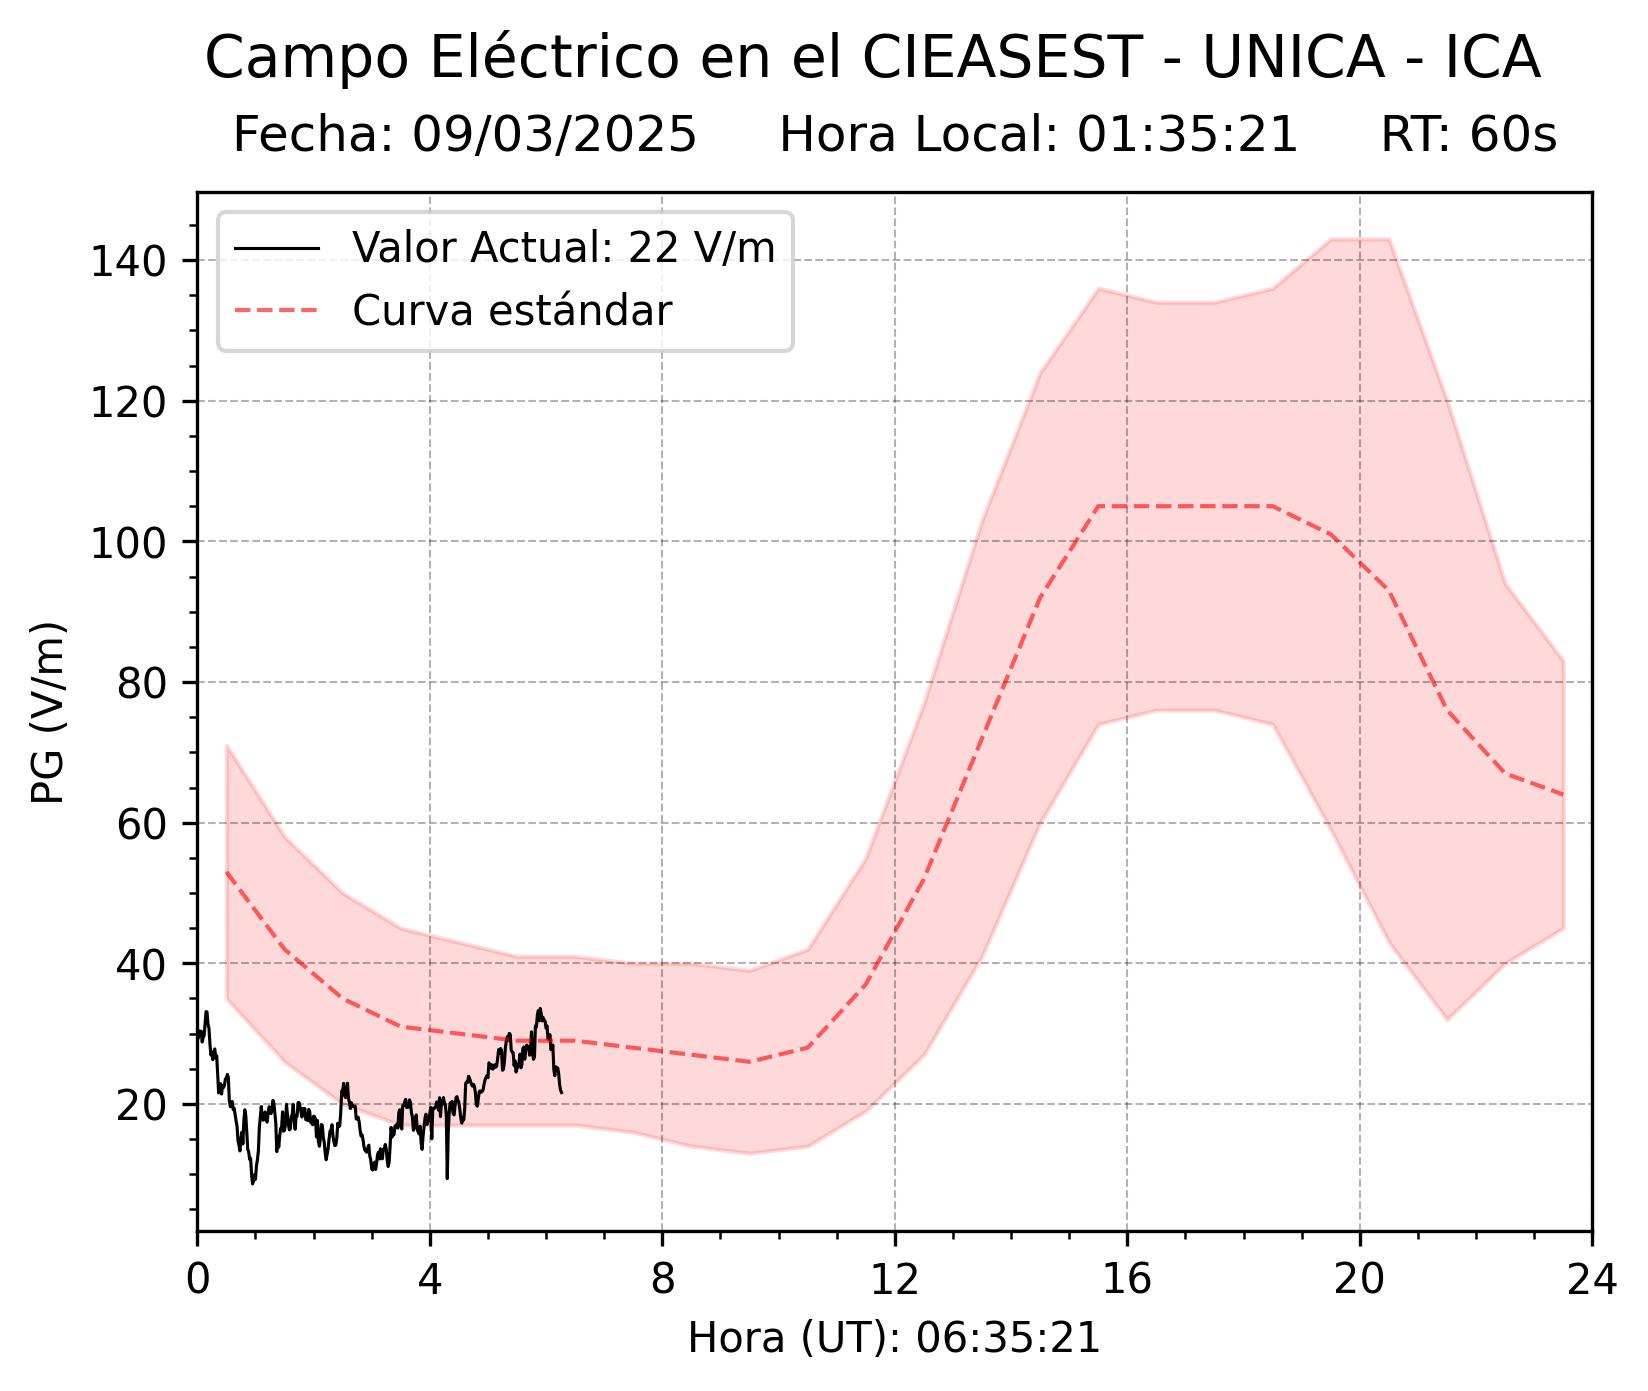 Campo Eléctrico en el CIEASEST - UNICA - ICA
Fecha: 09/03/2025 Hora Local: 01:35:21 RT: 60s
Valor Actual: 22 V/m
Curva estándar
140
120
100
80
60
40
20
PG (V/m)
0 4 8 12 16 20 24
Hora (UT): 06:35:21